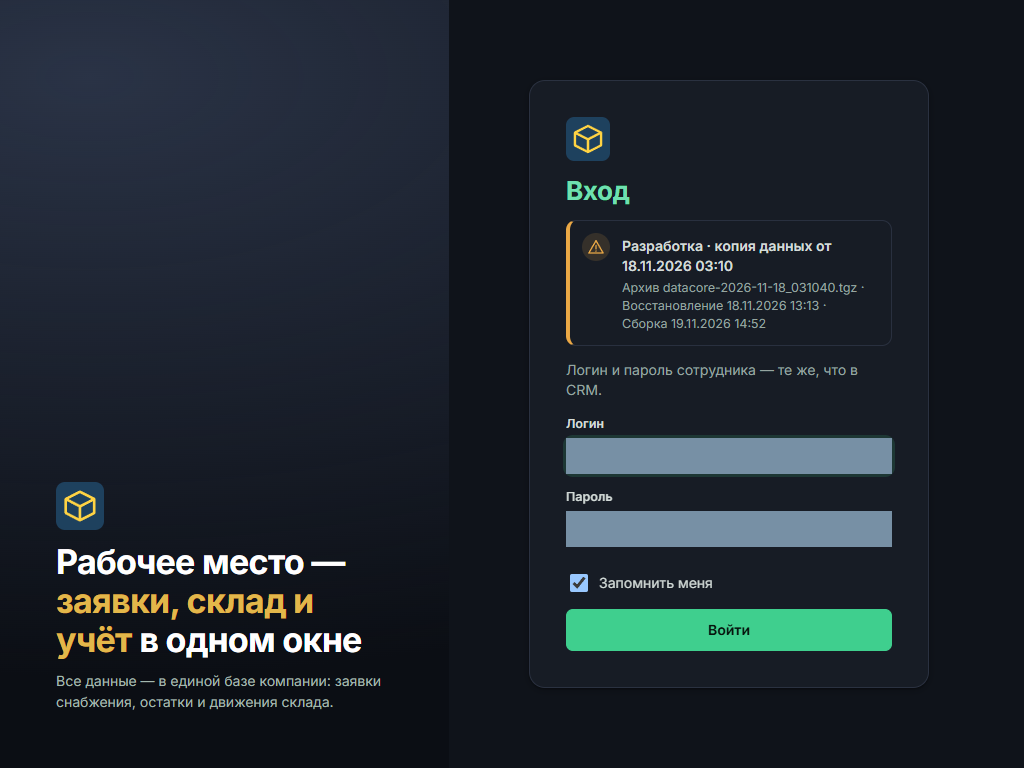 Рабочее место —
заявки, склад и
учёт в одном окне
Все данные — в единой базе компании: заявки
снабжения, остатки и движения склада.
Вход
Разработка · копия данных от
18.11.2026 03:10
Архив datacore-2026-11-18_031040.tgz ·
Восстановление 18.11.2026 13:13 ·
Сборка 19.11.2026 14:52
Логин и пароль сотрудника — те же, что в
CRM.
Логин
Пароль
Запомнить меня
Войти